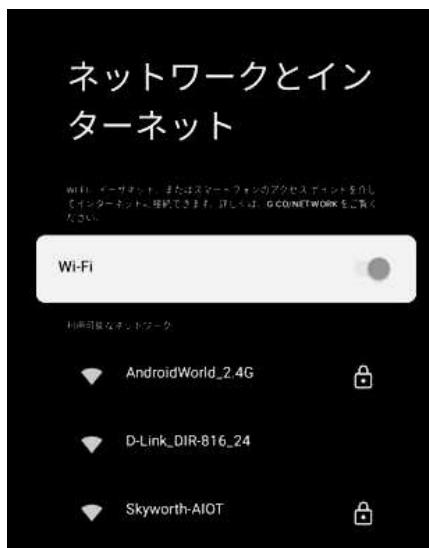 ネットワークとイン
ターネット
Wi-Fi、イーサネット、またはスマートフォンのアクセス ポイントを介し
てインターネットに接続できます。詳しくは、G.CO/NETWORK をご覧く
ださい。
Wi-Fi
利用可能なネットワーク
AndroidWorld_2.4G
D-Link_DIR-816_24
Skyworth-AIOT